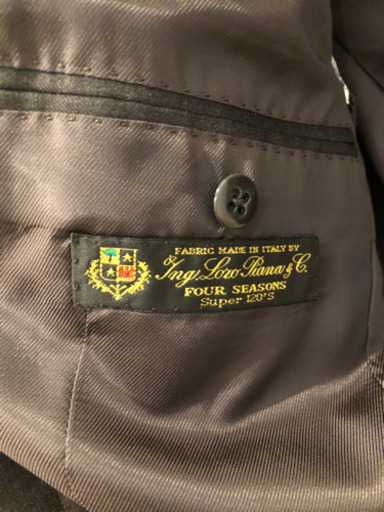 FABRIC MADE IN ITALY BY
Ing. Loro Piana & C.
FOUR SEASONS
Super 120'S